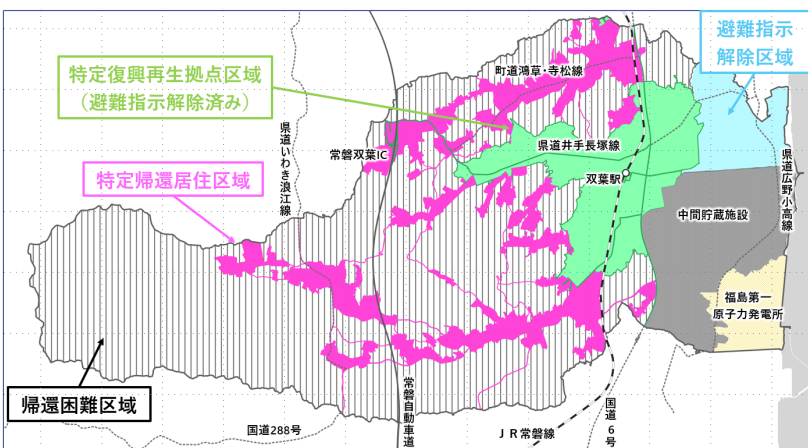 避難指示
解除区域
特定復興再生拠点区域
（避難指示解除済み）
町道鴻草・寺松線
県道いわき浪江線
常磐双葉IC
県道井手長塚線
双葉駅
県道広野小高線
特定帰還居住区域
中間貯蔵施設
福島第一
原子力発電所
帰還困難区域
国道288号
常磐自動車道
ＪＲ常磐線
国道６号